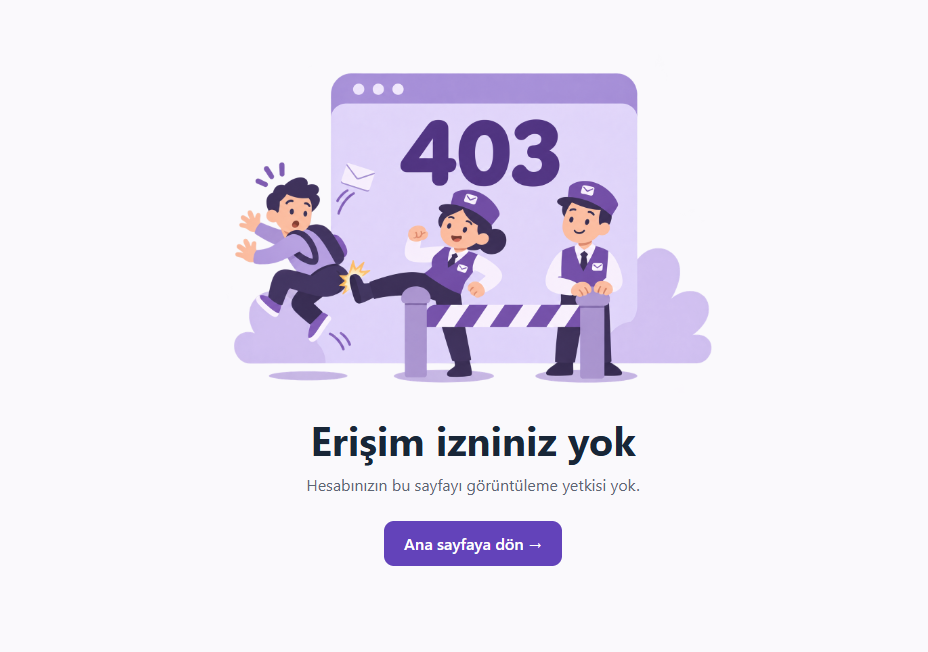 403
Erişim izniniz yok
Hesabınızın bu sayfayı görüntüleme yetkisi yok.
Ana sayfaya dön →